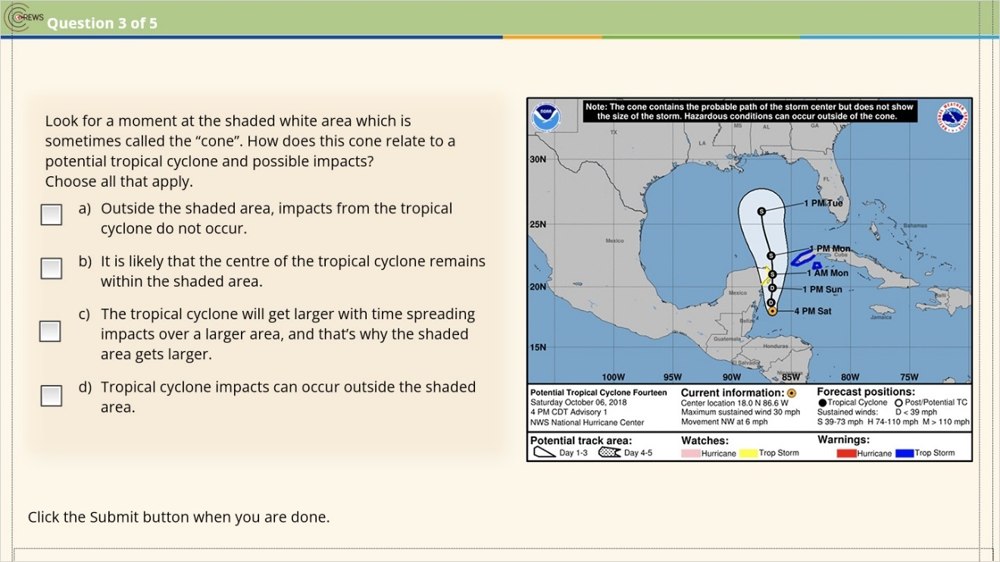 CREWS
Question 3 of 5
Look for a moment at the shaded white area which is
sometimes called the “cone”. How does this cone relate to a
potential tropical cyclone and possible impacts?
Choose all that apply.
a) Outside the shaded area, impacts from the tropical
cyclone do not occur.
b) It is likely that the centre of the tropical cyclone remains
within the shaded area.
c) The tropical cyclone will get larger with time spreading
impacts over a larger area, and that’s why the shaded
area gets larger.
d) Tropical cyclone impacts can occur outside the shaded
area.
Click the Submit button when you are done.
Note: The cone contains the probable path of the storm center but does not show
the size of the storm. Hazardous conditions can occur outside of the cone.
NOAA
NATIONAL WEATHER SERVICE
TX
LA
MS
AL
GA
30N
FL
1 PM Tue
25N
Bahamas
Mexico
1 PM Mon
Cuba
1 AM Mon
20N
1 PM Sun
Mexico
Haiti
4 PM Sat
Jamaica
Belize
Guatemala
Honduras
15N
El Salvador
Nicaragua
100W 95W 90W 85W 80W 75W
S
S
S
D
D
Potential Tropical Cyclone Fourteen
Saturday October 06, 2018
4 PM CDT Advisory 1
NWS National Hurricane Center
Current information:
Center location 18.0 N 86.6 W
Maximum sustained wind 30 mph
Movement NW at 6 mph
Forecast positions:
Tropical Cyclone Post/Potential TC
Sustained winds: D < 39 mph
S 39-73 mph H 74-110 mph M > 110 mph
Potential track area:
Day 1-3 Day 4-5
Watches:
Hurricane Trop Storm
Warnings:
Hurricane Trop Storm